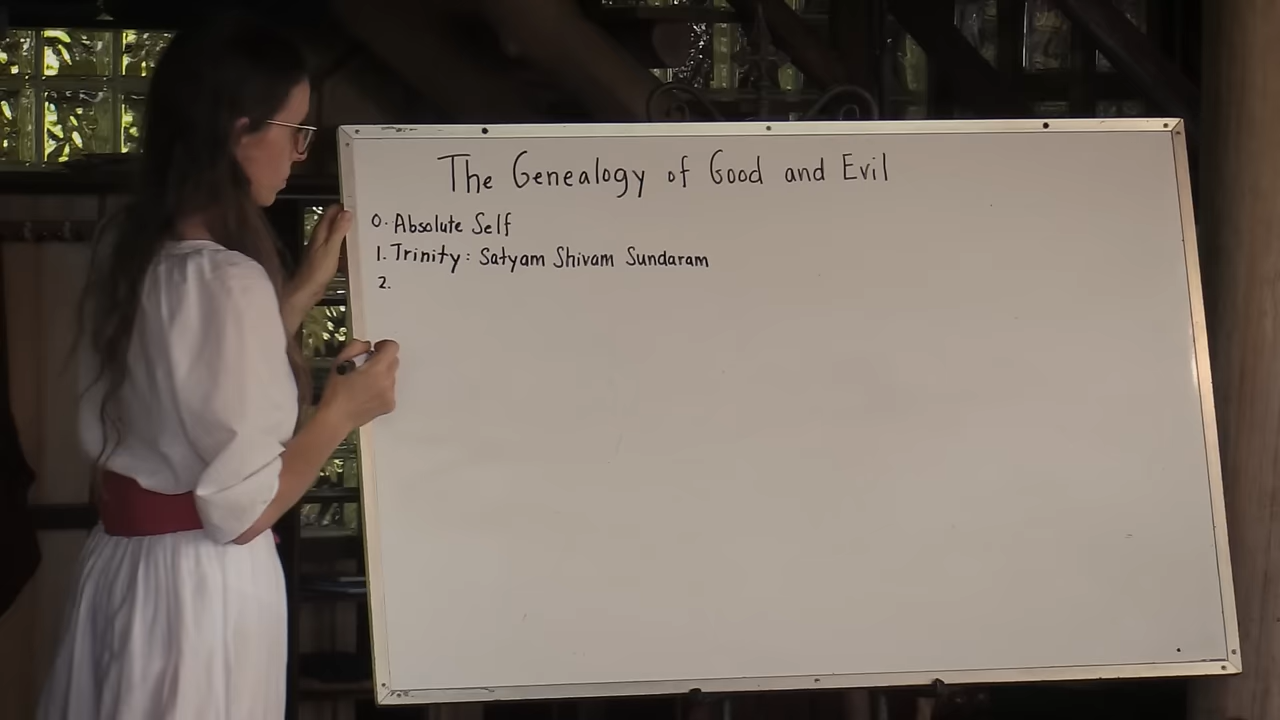 The Genealogy of Good and Evil
0. Absolute Self
1. Trinity: Satyam Shivam Sundaram
2.